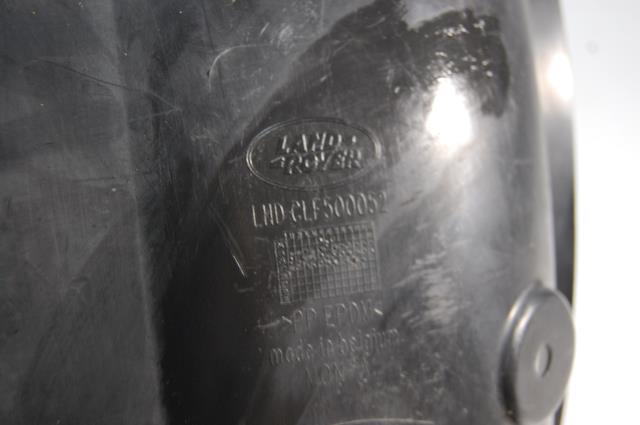 LAND
ROVER
LHD CLF500052
>PP EPDM<
made in belgium